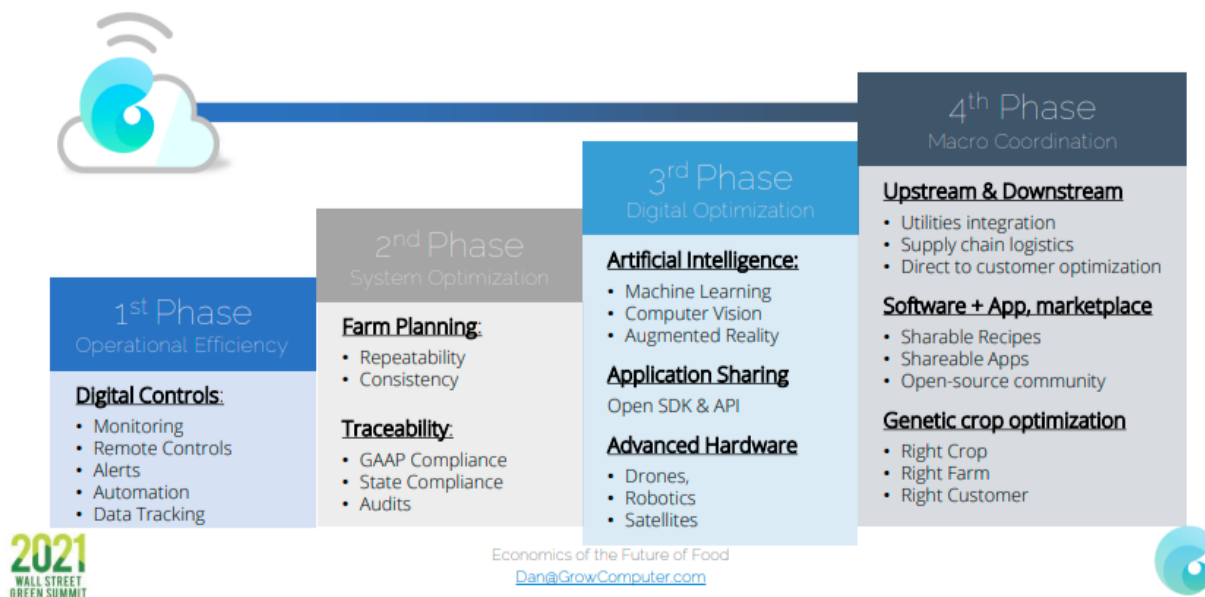 1st Phase
Operational Efficiency
Digital Controls:
• Monitoring
• Remote Controls
• Alerts
• Automation
• Data Tracking
2nd Phase
System Optimization
Farm Planning:
• Repeatability
• Consistency
Traceability:
• GAAP Compliance
• State Compliance
• Audits
3rd Phase
Digital Optimization
Artificial Intelligence:
• Machine Learning
• Computer Vision
• Augmented Reality
Application Sharing
Open SDK & API
Advanced Hardware
• Drones,
• Robotics
• Satellites
4th Phase
Macro Coordination
Upstream & Downstream
• Utilities integration
• Supply chain logistics
• Direct to customer optimization
Software + App, marketplace
• Sharable Recipes
• Shareable Apps
• Open-source community
Genetic crop optimization
• Right Crop
• Right Farm
• Right Customer
2021
WALL STREET
GREEN SUMMIT
Economics of the Future of Food
Dan@GrowComputer.com